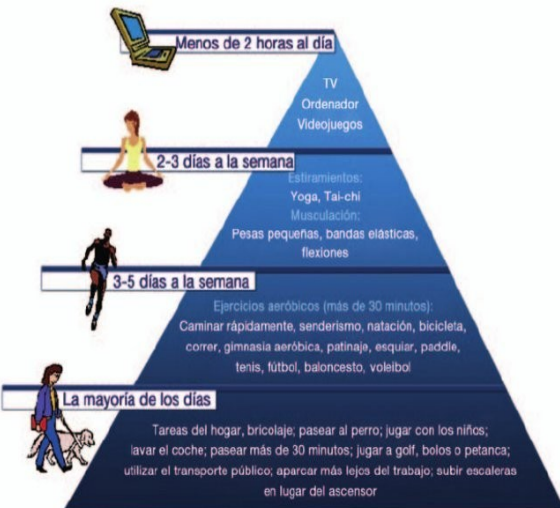 Menos de 2 horas al día
TV
Ordenador
Videojuegos
2-3 días a la semana
Estiramientos:
Yoga, Tai-chi
Musculación:
Pesas pequeñas, bandas elásticas,
flexiones
3-5 días a la semana
Ejercicios aeróbicos (más de 30 minutos):
Caminar rápidamente, senderismo, natación, bicicleta,
correr, gimnasia aeróbica, patinaje, esquiar, paddle,
tenis, fútbol, baloncesto, voleibol
La mayoría de los días
Tareas del hogar, bricolaje; pasear al perro; jugar con los niños;
lavar el coche; pasear más de 30 minutos; jugar a golf, bolos o petanca;
utilizar el transporte público; aparcar más lejos del trabajo; subir escaleras
en lugar del ascensor